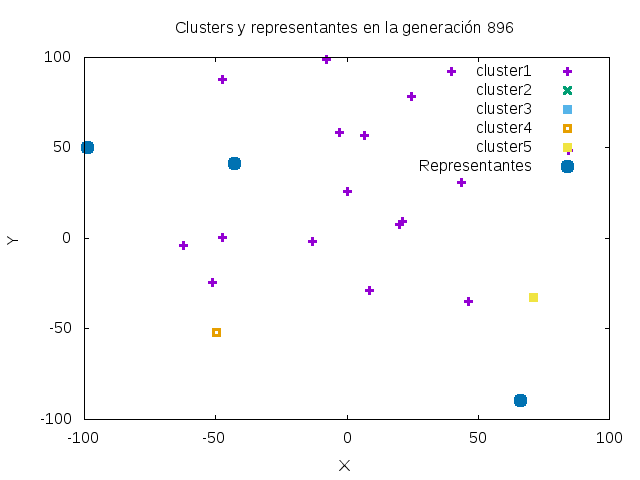 Clusters y representantes en la generación 896
100
50
0
-50
-100
-100
-50
0
50
100
Y
X
cluster1
cluster2
cluster3
cluster4
cluster5
Representantes